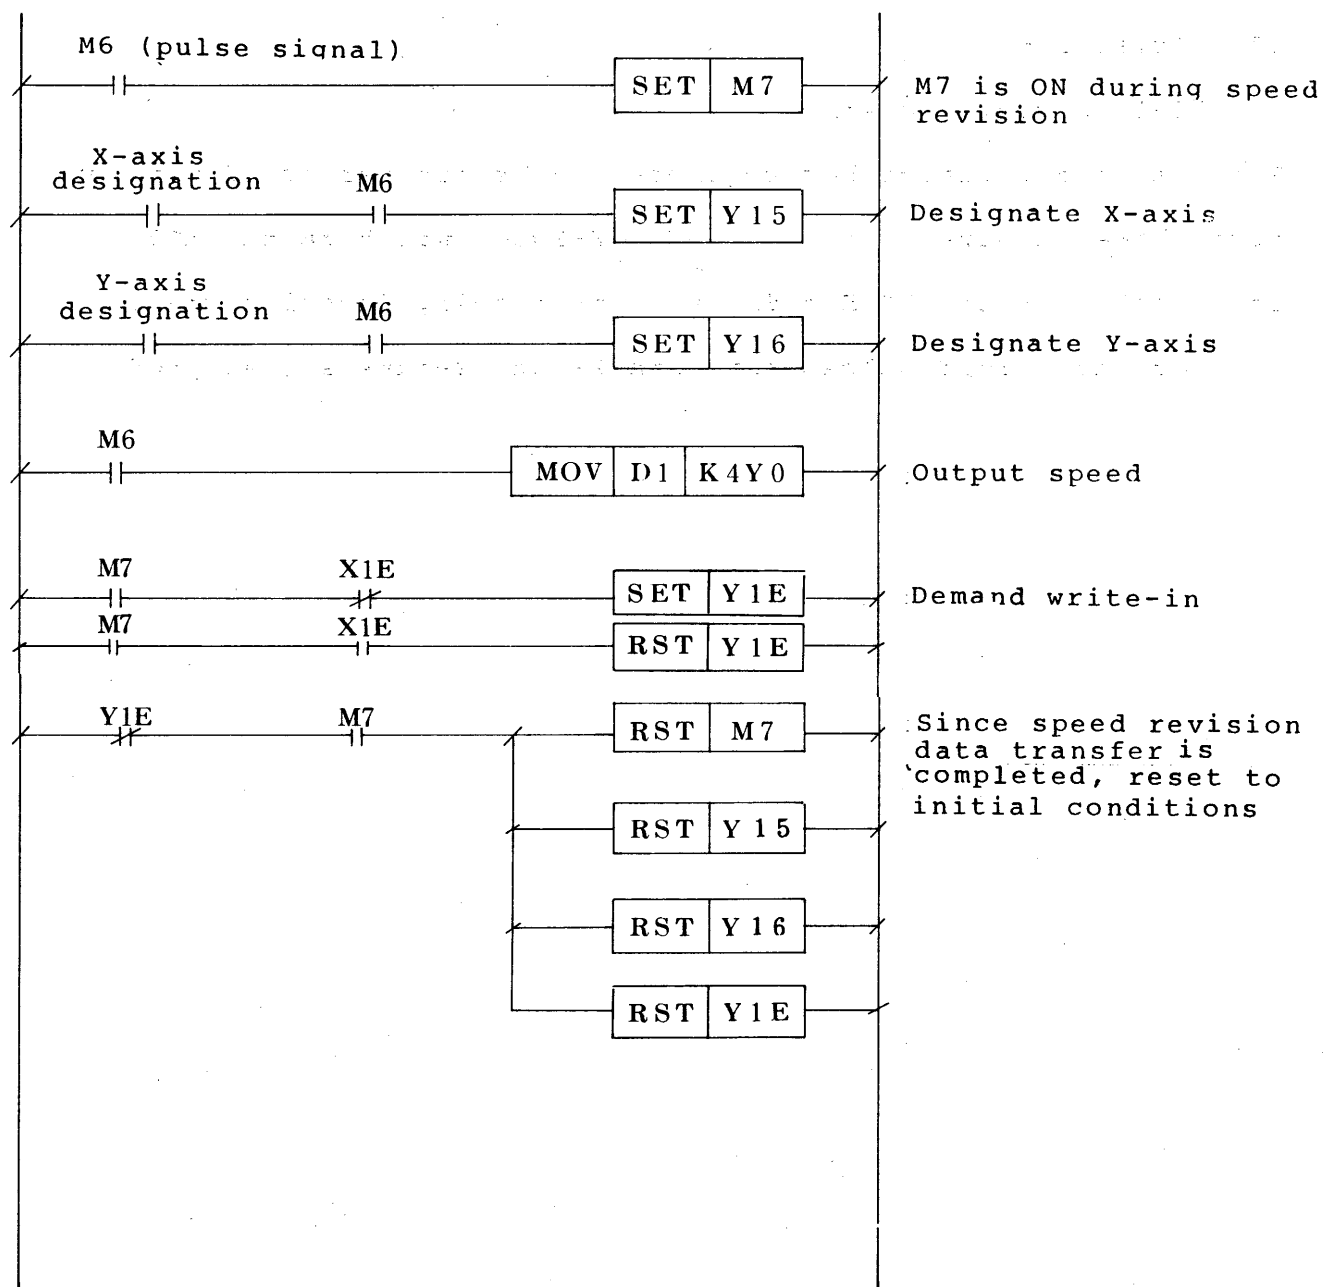 M6 (pulse signal)
SET M7
M7 is ON during speed
revision
X-axis
designation
M6
SET Y15
Designate X-axis
Y-axis
designation
M6
SET Y16
Designate Y-axis
M6
MOV D1 K4Y0
Output speed
M7
X1E
SET Y1E
Demand write-in
M7
X1E
RST Y1E
Y1E
M7
RST M7
Since speed revision
data transfer is
completed, reset to
initial conditions
RST Y15
RST Y16
RST Y1E